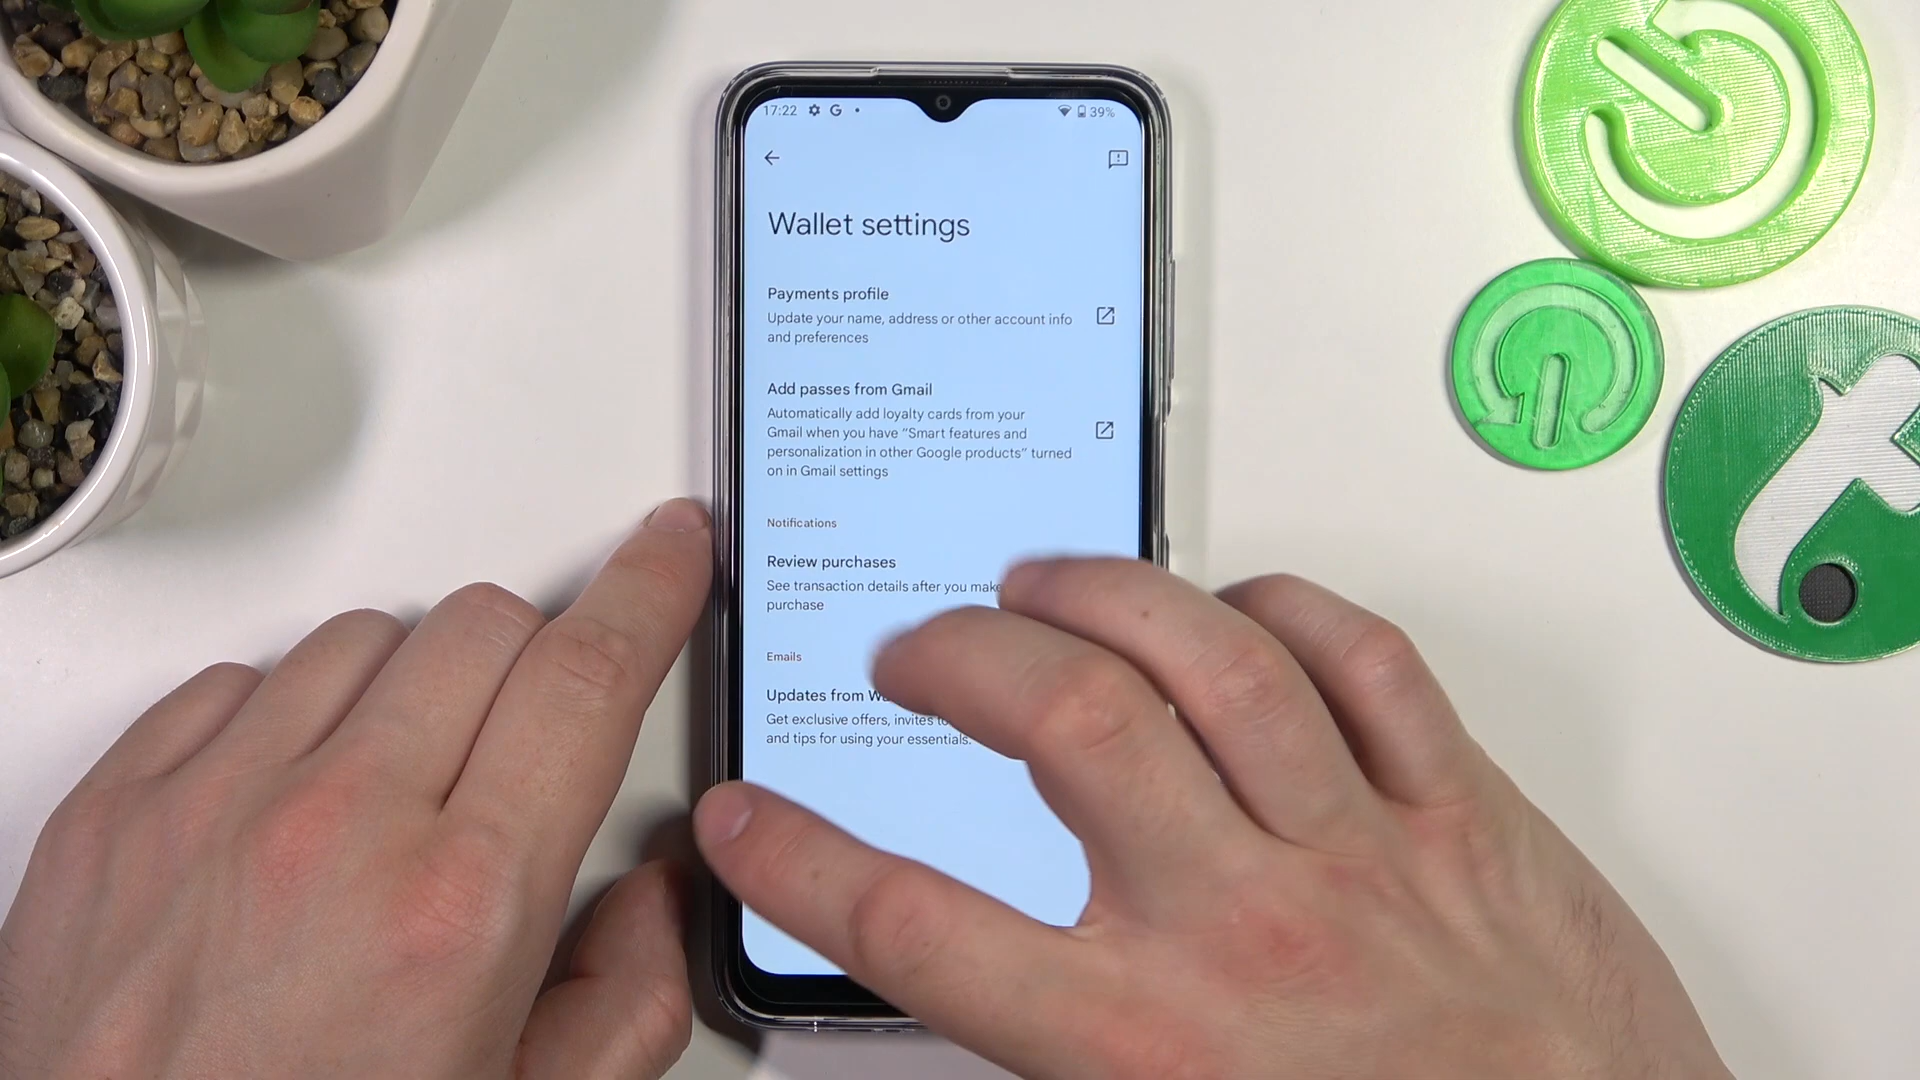 17:22 G 39%
Wallet settings
Payments profile
Update your name, address or other account info
and preferences
Add passes from Gmail
Automatically add loyalty cards from your
Gmail when you have “Smart features and
personalization in other Google products” turned
on in Gmail settings
Notifications
Review purchases
See transaction details after you make
purchase
Emails
Updates from
Get exclusive offers, invites to
and tips for using your essentials.